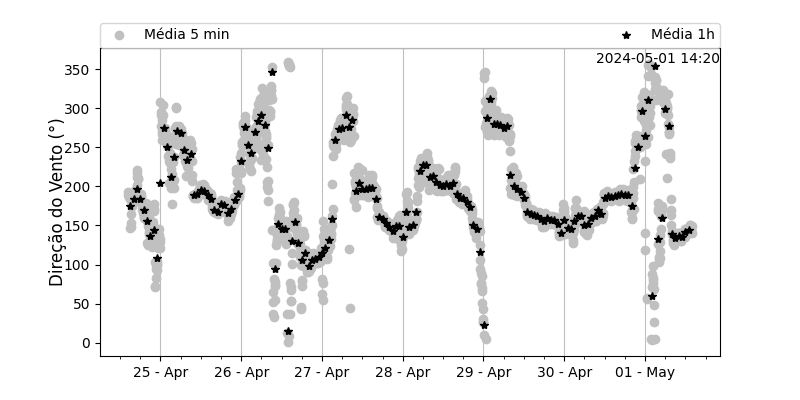 Média 5 min
Média 1h
2024-05-01 14:20
Direção do Vento (°)
350
300
250
200
150
100
50
0
25 - Apr
26 - Apr
27 - Apr
28 - Apr
29 - Apr
30 - Apr
01 - May